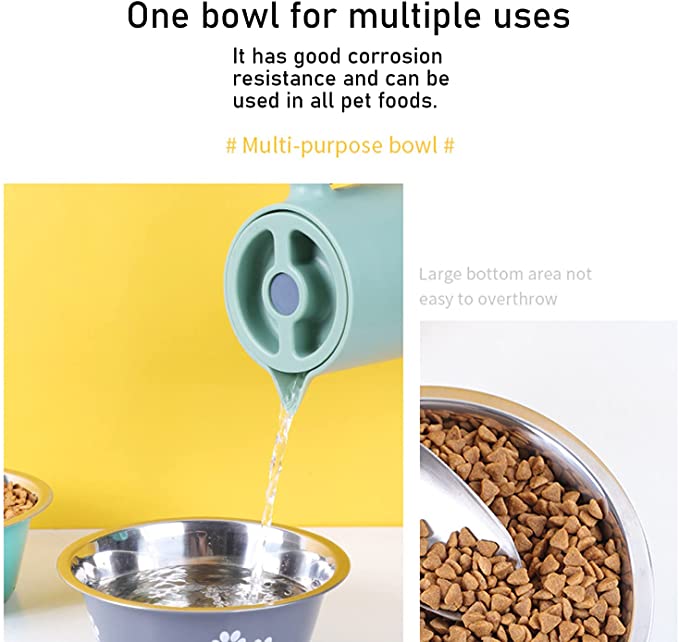 One bowl for multiple uses
It has good corrosion
resistance and can be
used in all pet foods.
# Multi-purpose bowl #
Large bottom area not
easy to overthrow